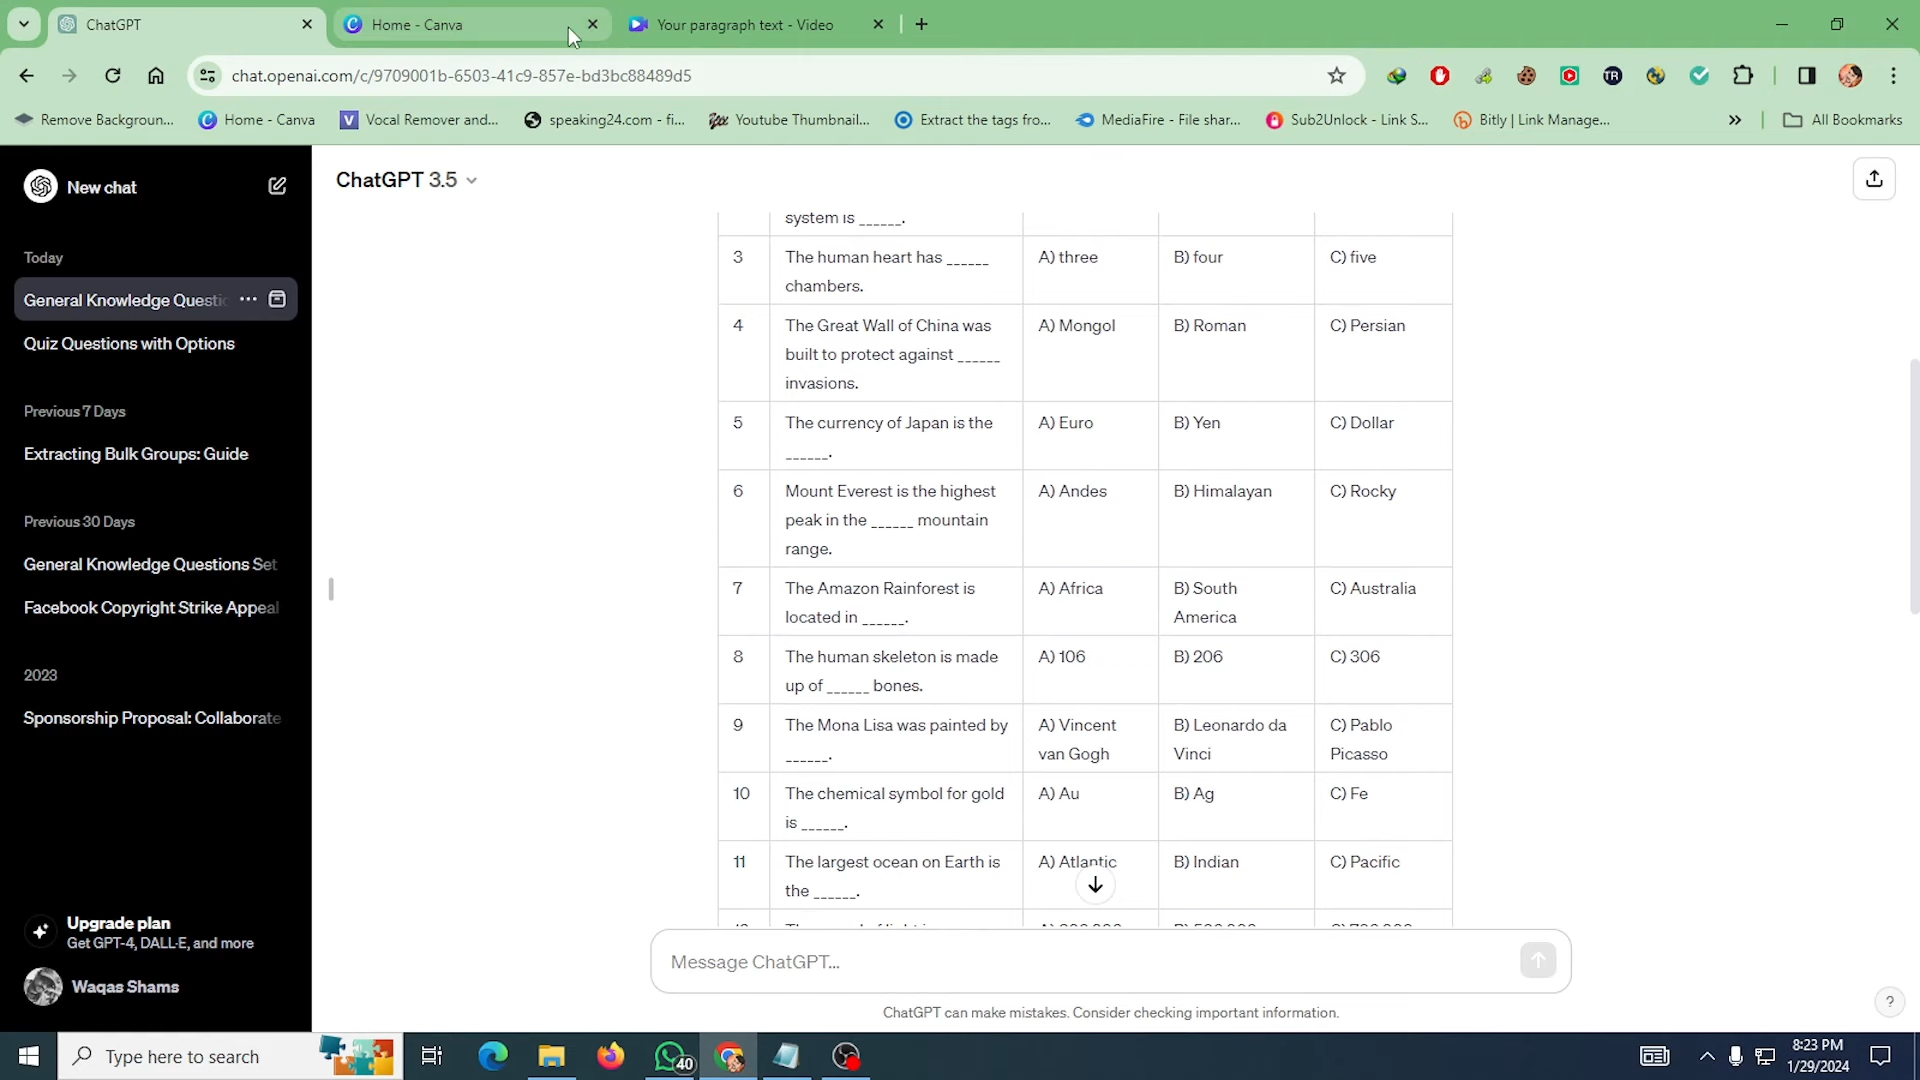 ChatGPT
Home - Canva
Your paragraph text - Video
chat.openai.com/c/9709001b-6503-41c9-857e-bd3bc88489d5
TR
Remove Backgroun...
Home - Canva
Vocal Remover and...
speaking24.com - fi...
Youtube Thumbnail...
Extract the tags fro...
MediaFire - File shar...
Sub2Unlock - Link S...
Bitly | Link Manage...
All Bookmarks
New chat
ChatGPT 3.5
Today
General Knowledge Questi
Quiz Questions with Options
Previous 7 Days
Extracting Bulk Groups: Guide
Previous 30 Days
General Knowledge Questions Set
Facebook Copyright Strike Appeal
2023
Sponsorship Proposal: Collaborate
Upgrade plan
Get GPT-4, DALL·E, and more
Waqas Shams
system is ______.
3 The human heart has ______ A) three B) four C) five
chambers.
4 The Great Wall of China was A) Mongol B) Roman C) Persian
built to protect against ______
invasions.
5 The currency of Japan is the A) Euro B) Yen C) Dollar
______.
6 Mount Everest is the highest A) Andes B) Himalayan C) Rocky
peak in the ______ mountain
range.
7 The Amazon Rainforest is A) Africa B) South C) Australia
located in ______. America
8 The human skeleton is made A) 106 B) 206 C) 306
up of ______ bones.
9 The Mona Lisa was painted by A) Vincent B) Leonardo da C) Pablo
______. van Gogh Vinci Picasso
10 The chemical symbol for gold A) Au B) Ag C) Fe
is ______.
11 The largest ocean on Earth is A) Atlantic B) Indian C) Pacific
the ______.
Message ChatGPT...
ChatGPT can make mistakes. Consider checking important information.
?
Type here to search
40
8:23 PM
1/29/2024